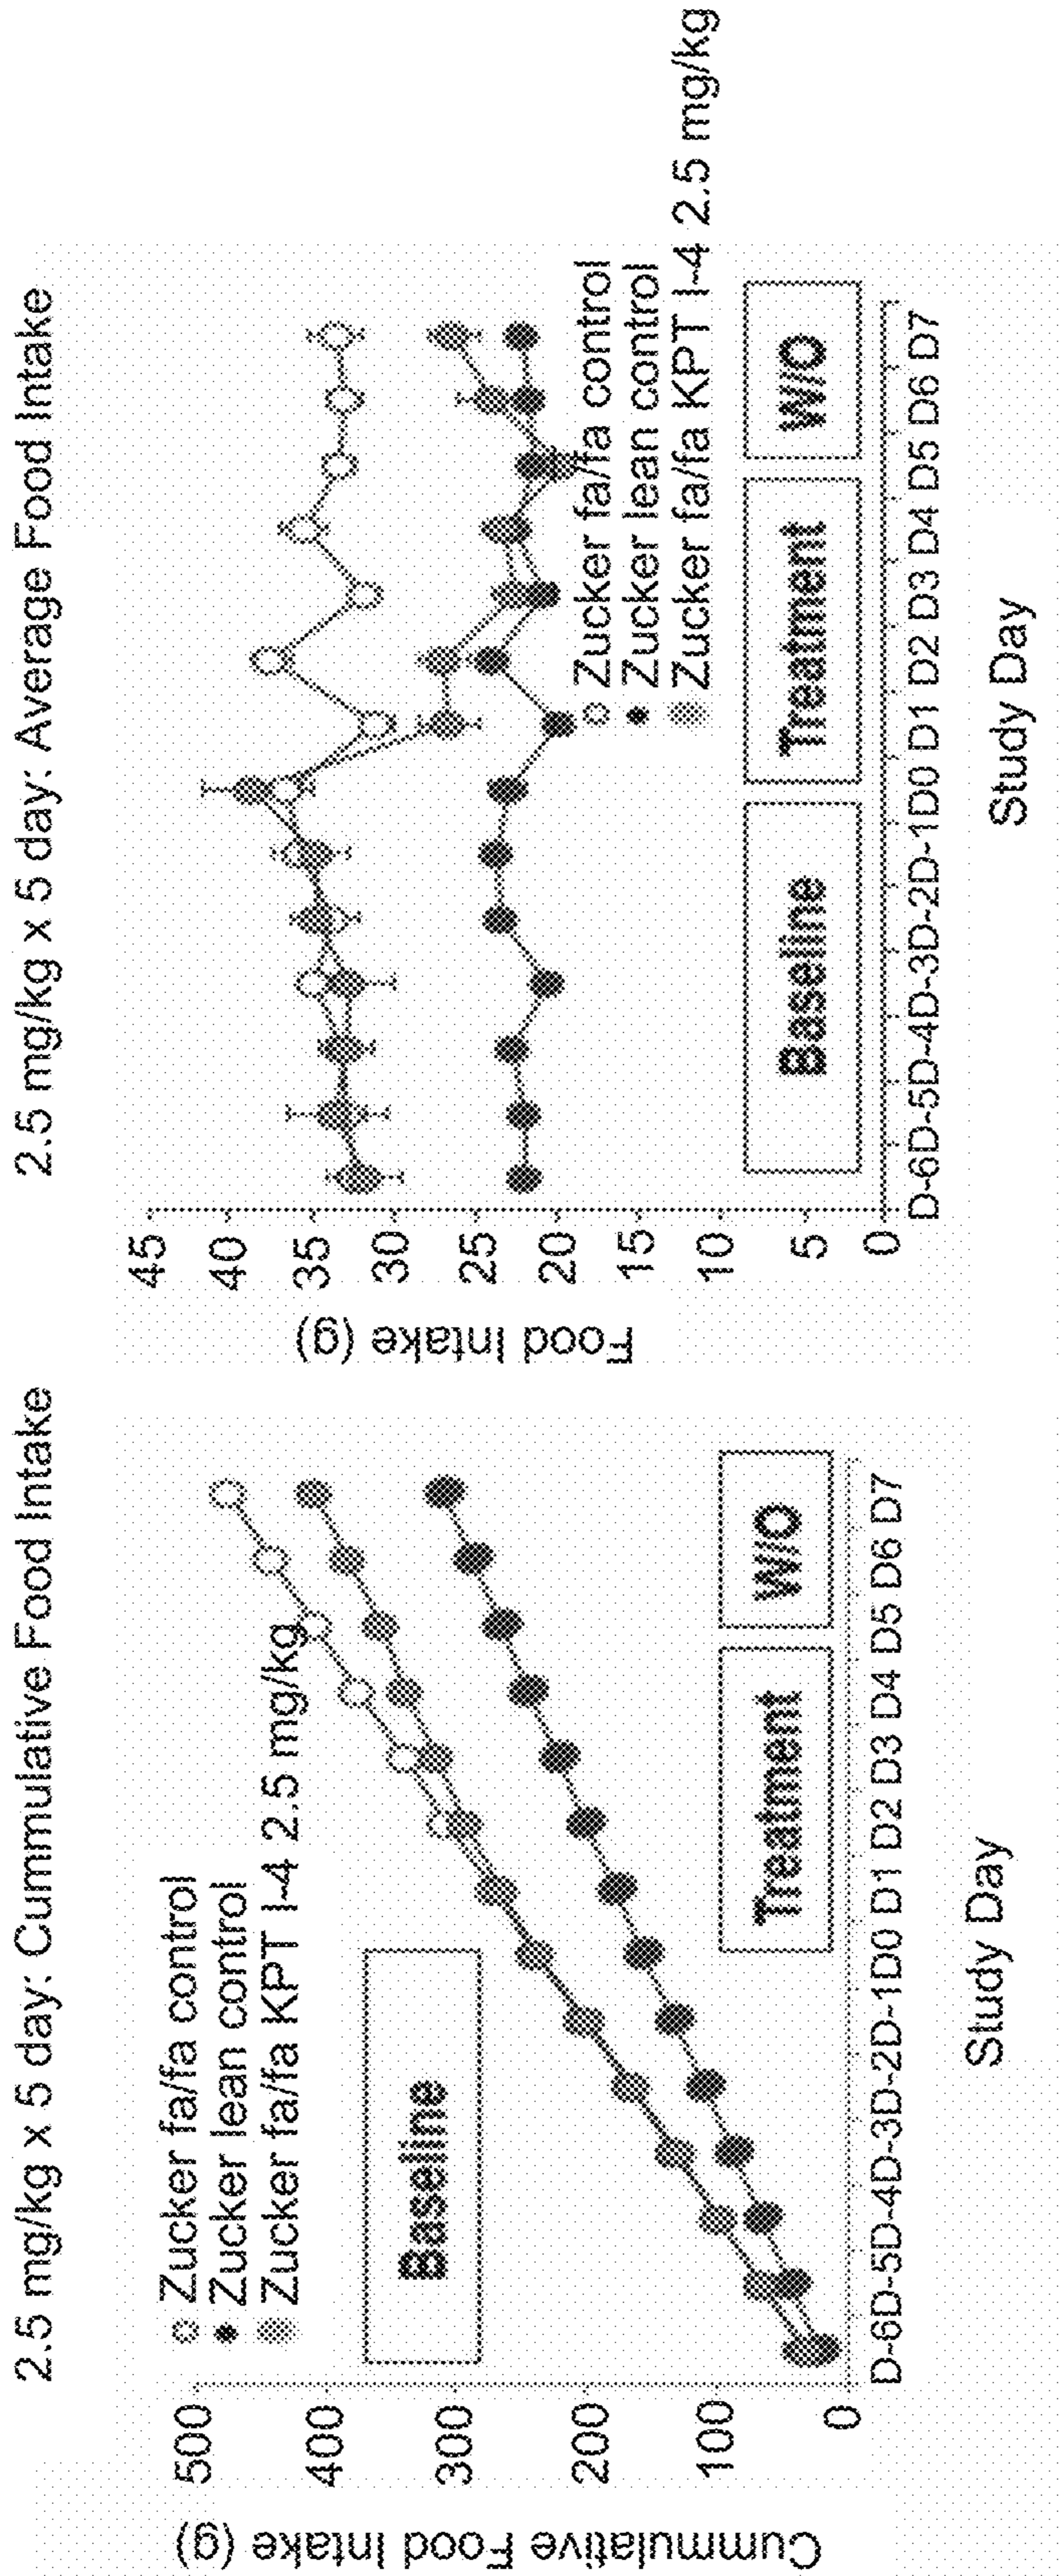 2.5 mg/kg x 5 day: Cummulative Food Intake
Cummulative Food Intake (g)
500
400
300
200
100
0
Zucker fa/fa control
Zucker lean control
Zucker fa/fa KPT I-4 2.5 mg/kg
Baseline
Treatment
W/O
D-6D-5D-4D-3D-2D-1D0 D1 D2 D3 D4 D5 D6 D7
Study Day
2.5 mg/kg x 5 day: Average Food Intake
Food Intake (g)
45
40
35
30
25
20
15
10
5
0
Zucker fa/fa control
Zucker lean control
Zucker fa/fa KPT I-4 2.5 mg/kg
Baseline
Treatment
W/O
D-6D-5D-4D-3D-2D-1D0 D1 D2 D3 D4 D5 D6 D7
Study Day